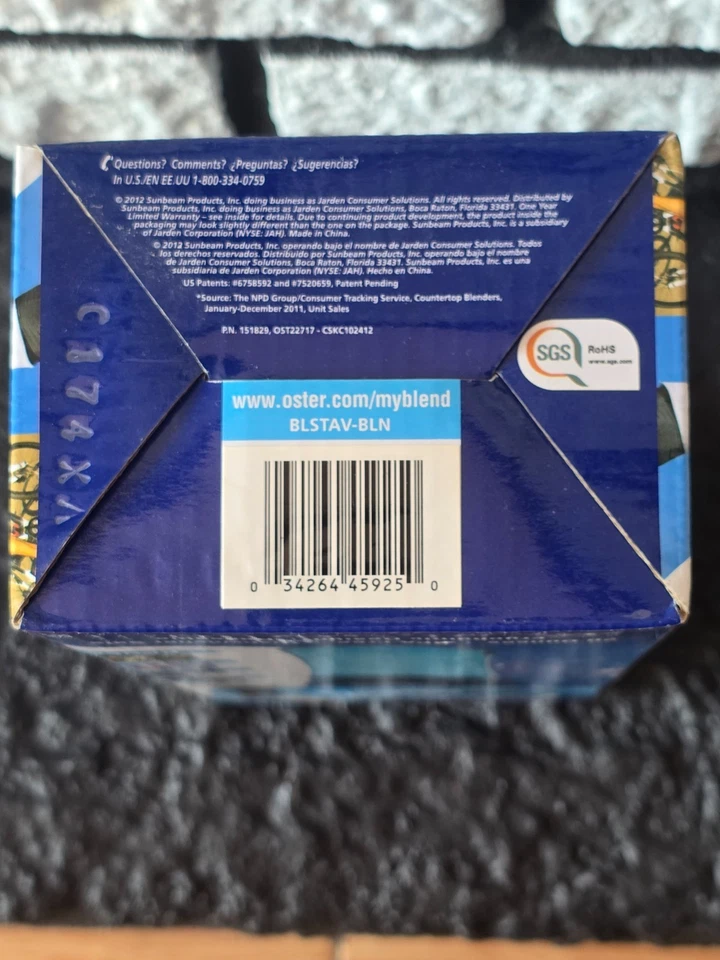 Questions? Comments? ¿Preguntas? ¿Sugerencias?
In U.S./EN EE.UU 1-800-334-0759
© 2012 Sunbeam Products, Inc. doing business as Jarden Consumer Solutions. All rights reserved. Distributed by
Sunbeam Products, Inc. doing business as Jarden Consumer Solutions, Boca Raton, Florida 33431. One Year
Limited Warranty – see inside for details. Due to continuing product development, the product inside the
packaging may look slightly different than the one on the package. Sunbeam Products, Inc. is a subsidiary
of Jarden Corporation (NYSE: JAH). Made in China.
© 2012 Sunbeam Products, Inc. operando bajo el nombre de Jarden Consumer Solutions. Todos
los derechos reservados. Distribuido por Sunbeam Products, Inc. operando bajo el nombre
de Jarden Consumer Solutions, Boca Raton, Florida 33431. Sunbeam Products, Inc. es una
subsidiaria de Jarden Corporation (NYSE: JAH). Hecho en China.
US Patents: #6758592 and #7520659, Patent Pending
*Source: The NPD Group/Consumer Tracking Service, Countertop Blenders,
January-December 2011, Unit Sales
P.N. 151829, OST22717 - CSKC102412
SGS
RoHS
www.sgs.com
www.oster.com/myblend
BLSTAV-BLN
0 34264 45925 0